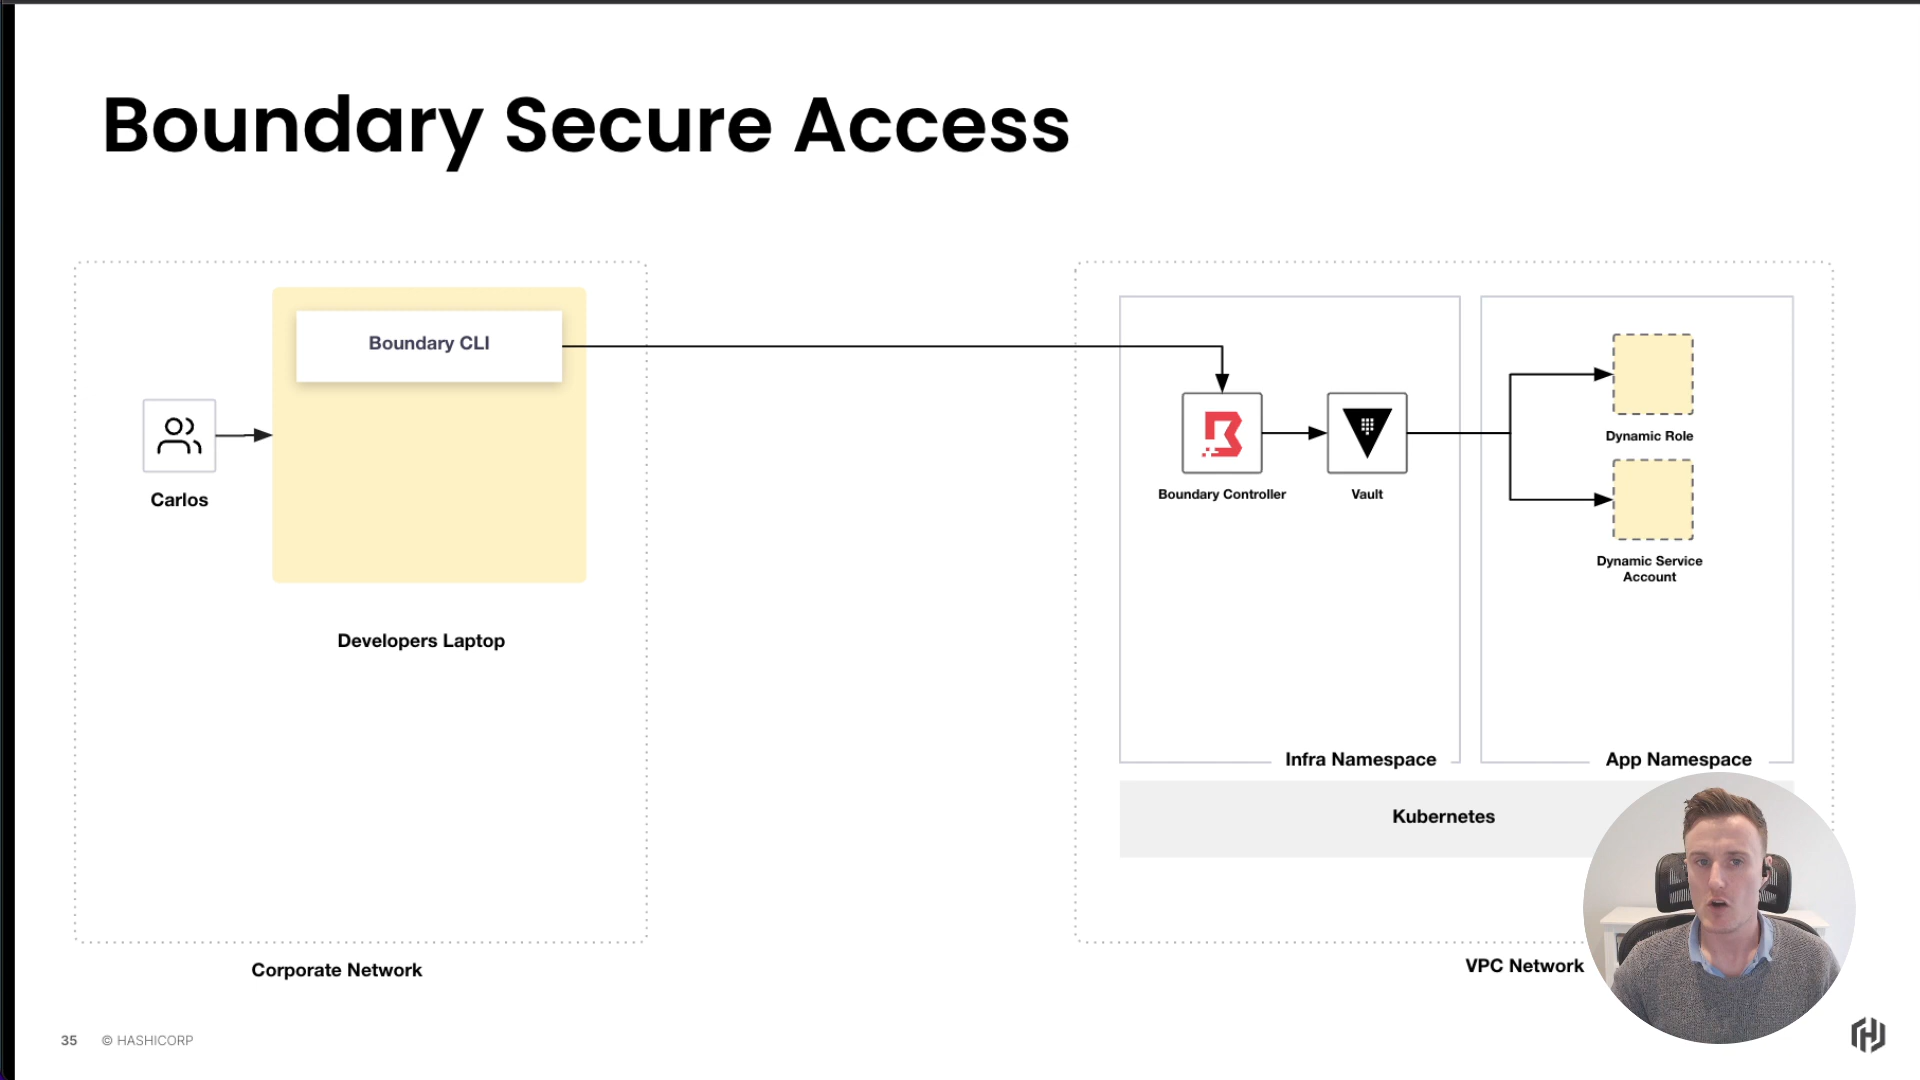 Boundary Secure Access
Boundary CLI
Carlos
Developers Laptop
Corporate Network
Boundary Controller
Vault
Dynamic Role
Dynamic Service
Account
Infra Namespace
App Namespace
Kubernetes
VPC Network
35
© HASHICORP